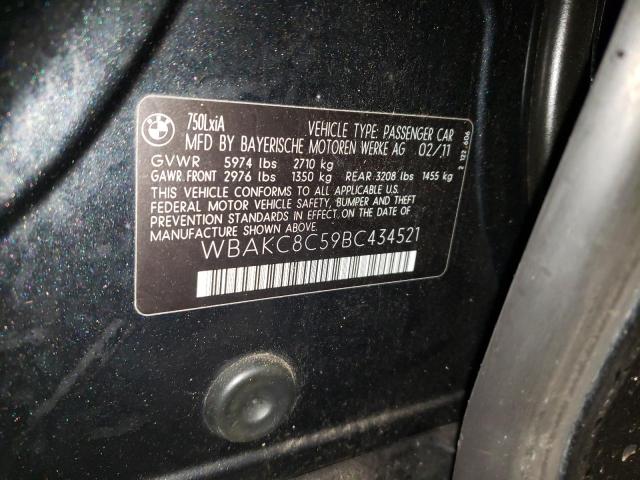 BMW
750LxiA
VEHICLE TYPE: PASSENGER CAR
MFD BY BAYERISCHE MOTOREN WERKE AG 02/11
GVWR 5974 lbs 2710 kg
GAWR.FRONT 2976 lbs 1350 kg REAR 3208 lbs 1455 kg
THIS VEHICLE CONFORMS TO ALL APPLICABLE
FEDERAL MOTOR VEHICLE SAFETY, BUMPER AND THEFT
PREVENTION STANDARDS IN EFFECT ON THE DATE OF
MANUFACTURE SHOWN ABOVE.
WBAKC8C59BC434521